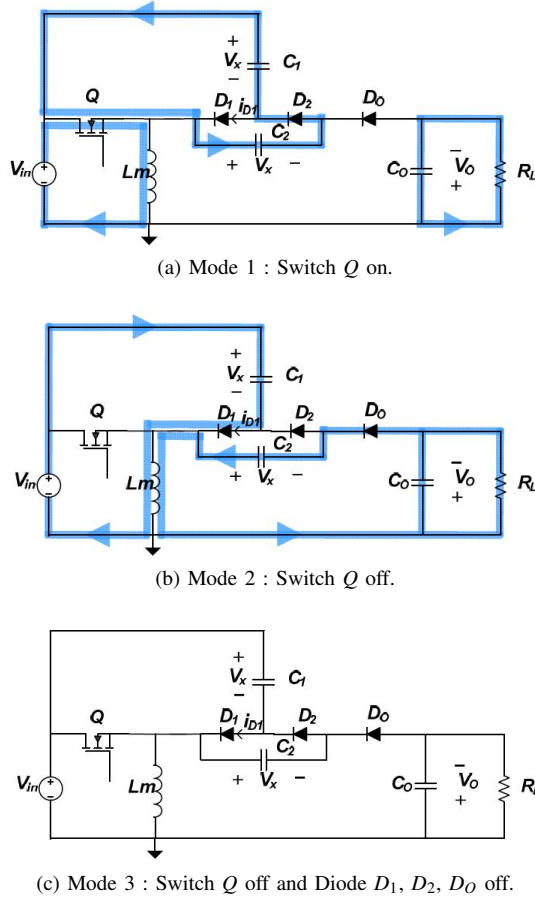 +
Vx C1
−
Q D1 iD1 D2 DO
C2
Vin Lm + Vx − CO − VO + RL
(a) Mode 1 : Switch Q on.
+
Vx C1
−
Q D1 iD1 D2 DO
C2
Vin Lm + Vx − CO − VO + RL
(b) Mode 2 : Switch Q off.
+
Vx C1
−
Q D1 iD1 D2 DO
C2
Vin Lm + Vx − CO − VO +
(c) Mode 3 : Switch Q off and Diode D1, D2, DO off.